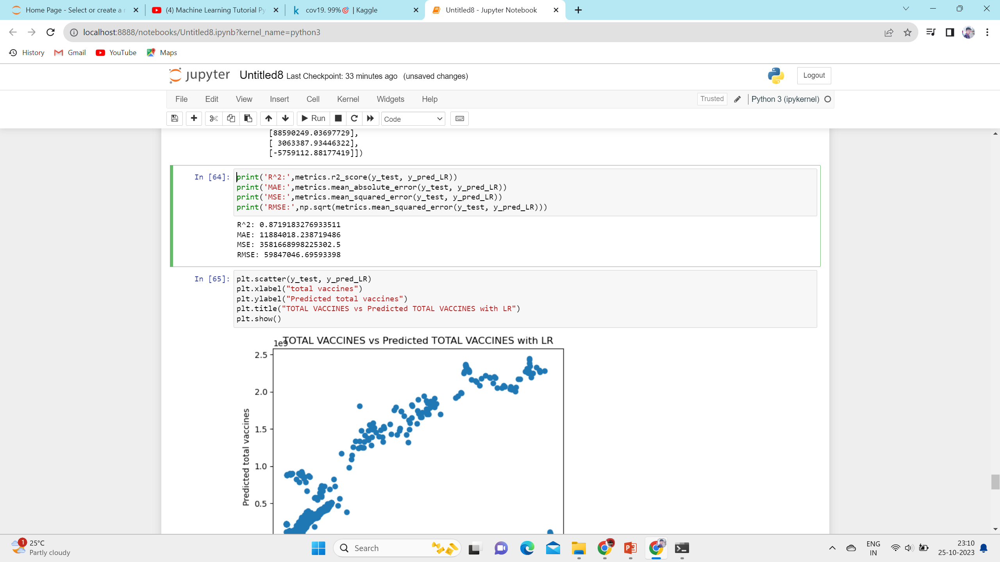 Home Page - Select or create a n
(4) Machine Learning Tutorial Py
cov19. 99%🎯 | Kaggle
Untitled8 - Jupyter Notebook
localhost:8888/notebooks/Untitled8.ipynb?kernel_name=python3
History
Gmail
YouTube
Maps
jupyter Untitled8 Last Checkpoint: 33 minutes ago (unsaved changes)
Logout
File Edit View Insert Cell Kernel Widgets Help
Trusted
Python 3 (ipykernel)
Run
Code
[88590249.03697729],
[ 3063387.93446322],
[-5759112.88177419]])
In [64]:
print('R^2:',metrics.r2_score(y_test, y_pred_LR))
print('MAE:',metrics.mean_absolute_error(y_test, y_pred_LR))
print('MSE:',metrics.mean_squared_error(y_test, y_pred_LR))
print('RMSE:',np.sqrt(metrics.mean_squared_error(y_test, y_pred_LR)))
R^2: 0.8719183276933511
MAE: 11884018.238719486
MSE: 3581668998225302.5
RMSE: 59847046.69593398
In [65]:
plt.scatter(y_test, y_pred_LR)
plt.xlabel("total vaccines")
plt.ylabel("Predicted total vaccines")
plt.title("TOTAL VACCINES vs Predicted TOTAL VACCINES with LR")
plt.show()
TOTAL VACCINES vs Predicted TOTAL VACCINES with LR
1e9
2.5
2.0
1.5
1.0
0.5
Predicted total vaccines
1
25°C
Partly cloudy
Search
ENG
IN
23:10
25-10-2023